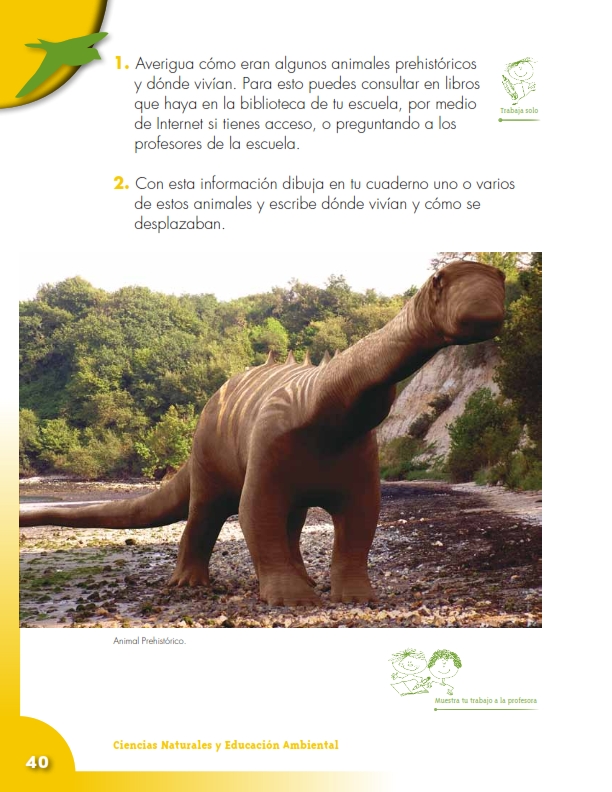 1. Averigua cómo eran algunos animales prehistóricos
y dónde vivían. Para esto puedes consultar en libros
que haya en la biblioteca de tu escuela, por medio
de Internet si tienes acceso, o preguntando a los
profesores de la escuela.
Trabaja solo
2. Con esta información dibuja en tu cuaderno uno o varios
de estos animales y escribe dónde vivían y cómo se
desplazaban.
Animal Prehistórico.
Muestra tu trabajo a la profesora
Ciencias Naturales y Educación Ambiental
40